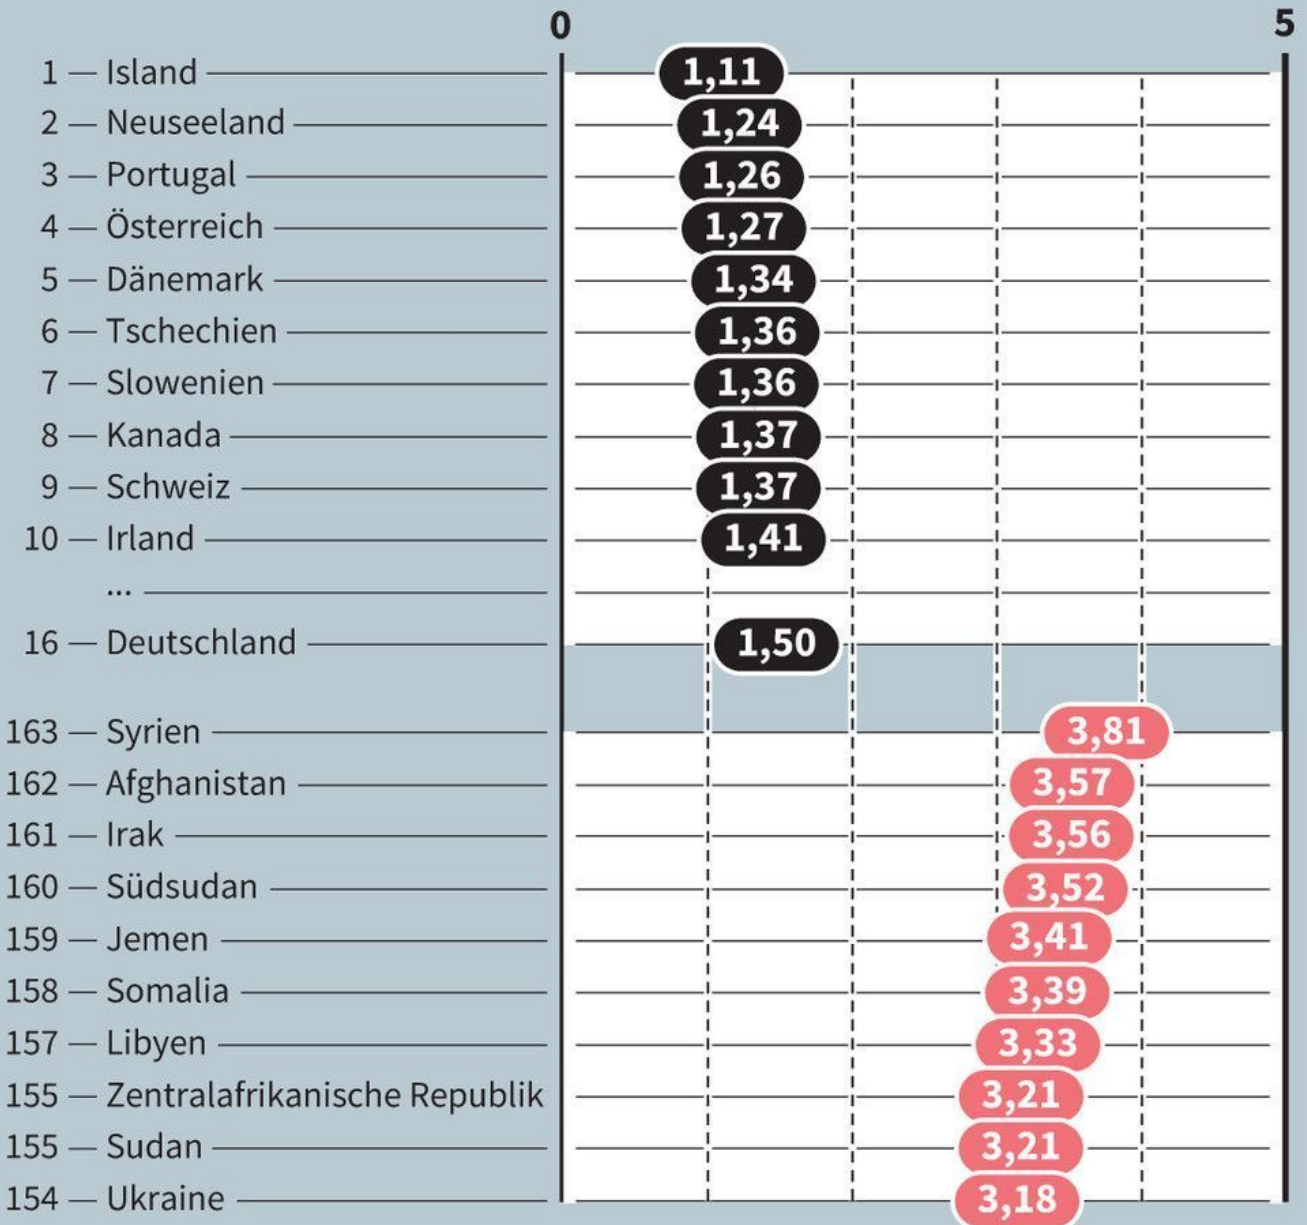 0 5
1 — Island 1,11
2 — Neuseeland 1,24
3 — Portugal 1,26
4 — Österreich 1,27
5 — Dänemark 1,34
6 — Tschechien 1,36
7 — Slowenien 1,36
8 — Kanada 1,37
9 — Schweiz 1,37
10 — Irland 1,41
...
16 — Deutschland 1,50
163 — Syrien 3,81
162 — Afghanistan 3,57
161 — Irak 3,56
160 — Südsudan 3,52
159 — Jemen 3,41
158 — Somalia 3,39
157 — Libyen 3,33
155 — Zentralafrikanische Republik 3,21
155 — Sudan 3,21
154 — Ukraine 3,18